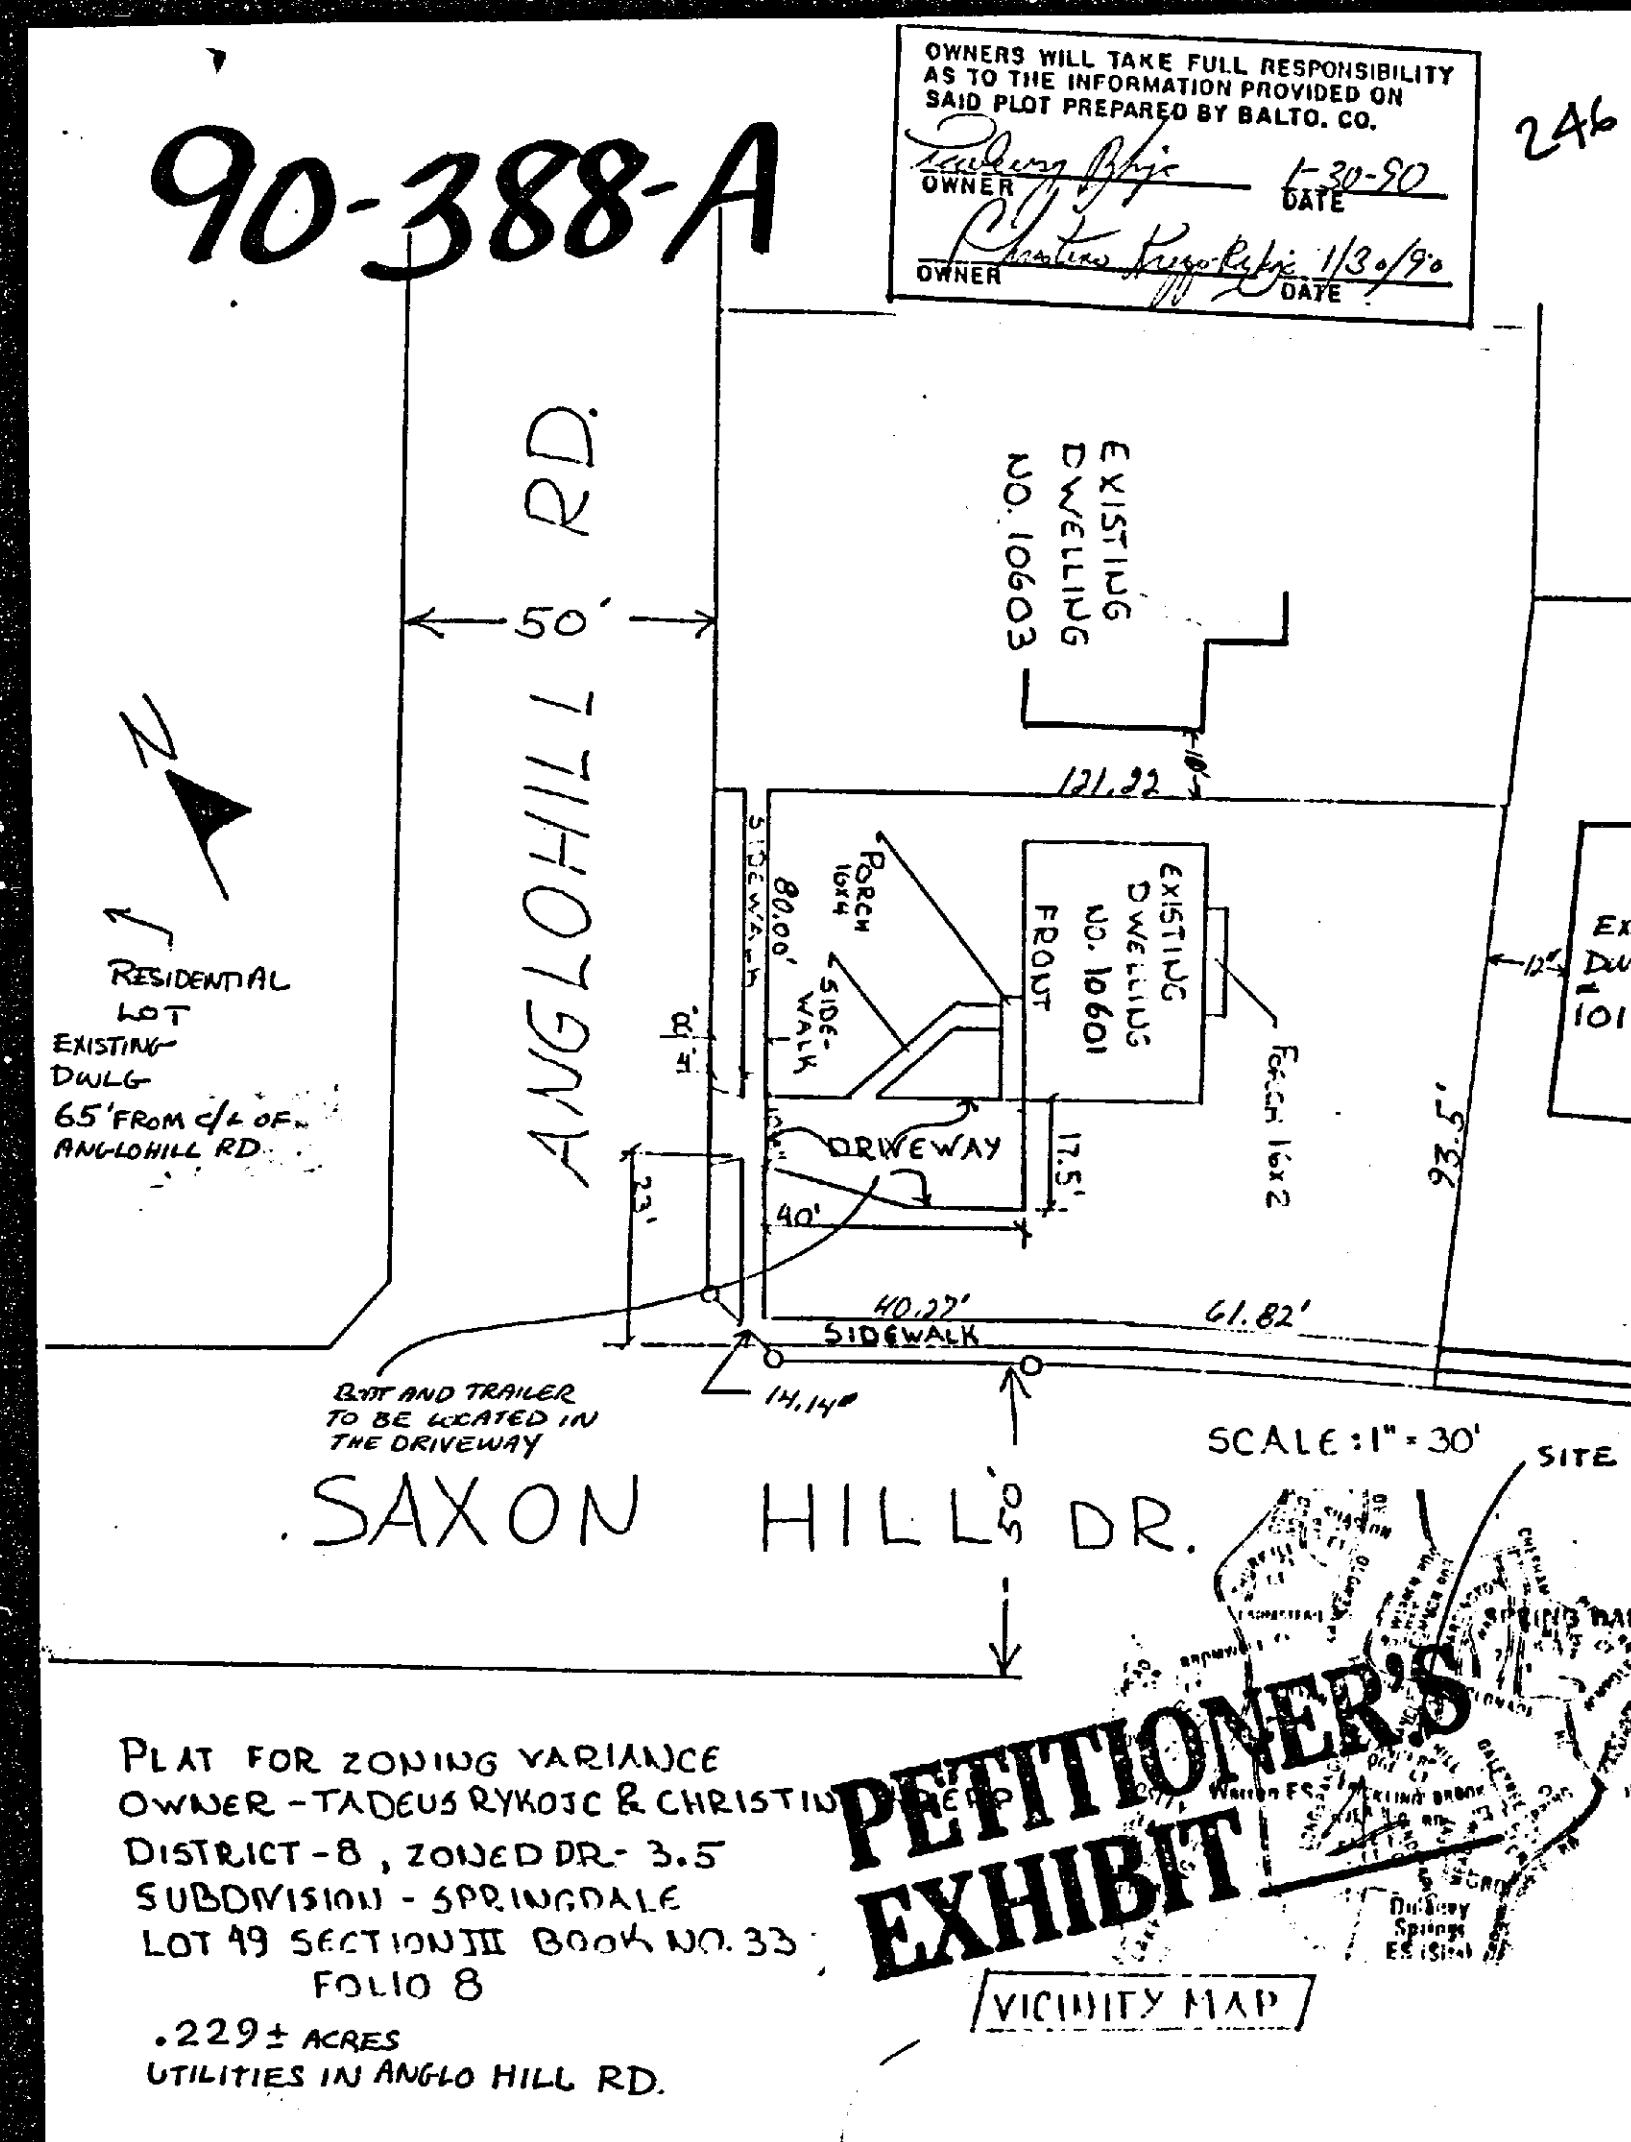 OWNERS WILL TAKE FULL RESPONSIBILITY
AS TO THE INFORMATION PROVIDED ON
SAID PLOT PREPARED BY BALTO. CO.
1-30-90
OWNER DATE
1/30/90
OWNER DATE
246
90-388-A
ANGLOHILL RD.
50'
EXISTING
DWELLING
NO. 10603
N
10'
121.22
SIDEWALK
80.00'
PORCH
16x4
SIDE-
WALK
EXISTING
DWELLING
NO. 10601
FRONT
PORCH 16x2
12'
EX
DW
101
RESIDENTIAL
LOT
EXISTING
DWLG
65' FROM C/L OF
ANGLOHILL RD.
8'
4'
DRIVEWAY
17.5'
93.5'
23'
40'
40.27'
61.82'
SIDEWALK
14.14'
BOAT AND TRAILER
TO BE LOCATED IN
THE DRIVEWAY
SCALE: 1" = 30'
SITE
SAXON HILL DR.
50'
PLAT FOR ZONING VARIANCE
OWNER - TADEUS RYKOJC & CHRISTIN
DISTRICT - 8, ZONED DR- 3.5
SUBDIVISION - SPRINGDALE
LOT 49 SECTION III BOOK NO. 33
FOLIO 8
.229± ACRES
UTILITIES IN ANGLO HILL RD.
PETITIONER'S
EXHIBIT
Warren ES
Springs
VICINITY MAP